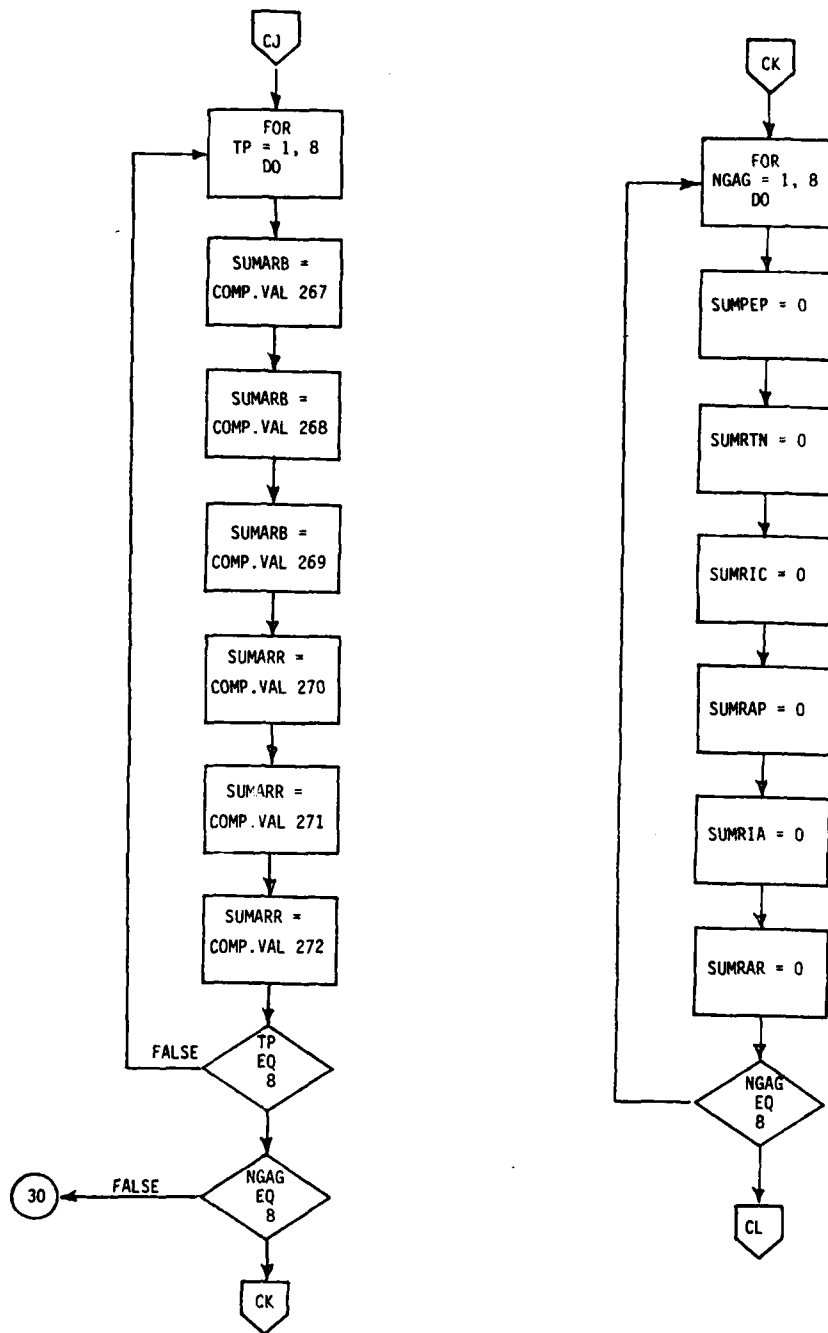 CJ
FOR
TP = 1, 8
DO
SUMARB =
COMP.VAL 267
SUMARB =
COMP.VAL 268
SUMARB =
COMP.VAL 269
SUMARR =
COMP.VAL 270
SUMARR =
COMP.VAL 271
SUMARR =
COMP.VAL 272
TP
EQ
8
FALSE
NGAG
EQ
8
FALSE
30
CK
CK
FOR
NGAG = 1, 8
DO
SUMPEP = 0
SUMRTN = 0
SUMRIC = 0
SUMRAP = 0
SUMRIA = 0
SUMRAR = 0
NGAG
EQ
8
CL